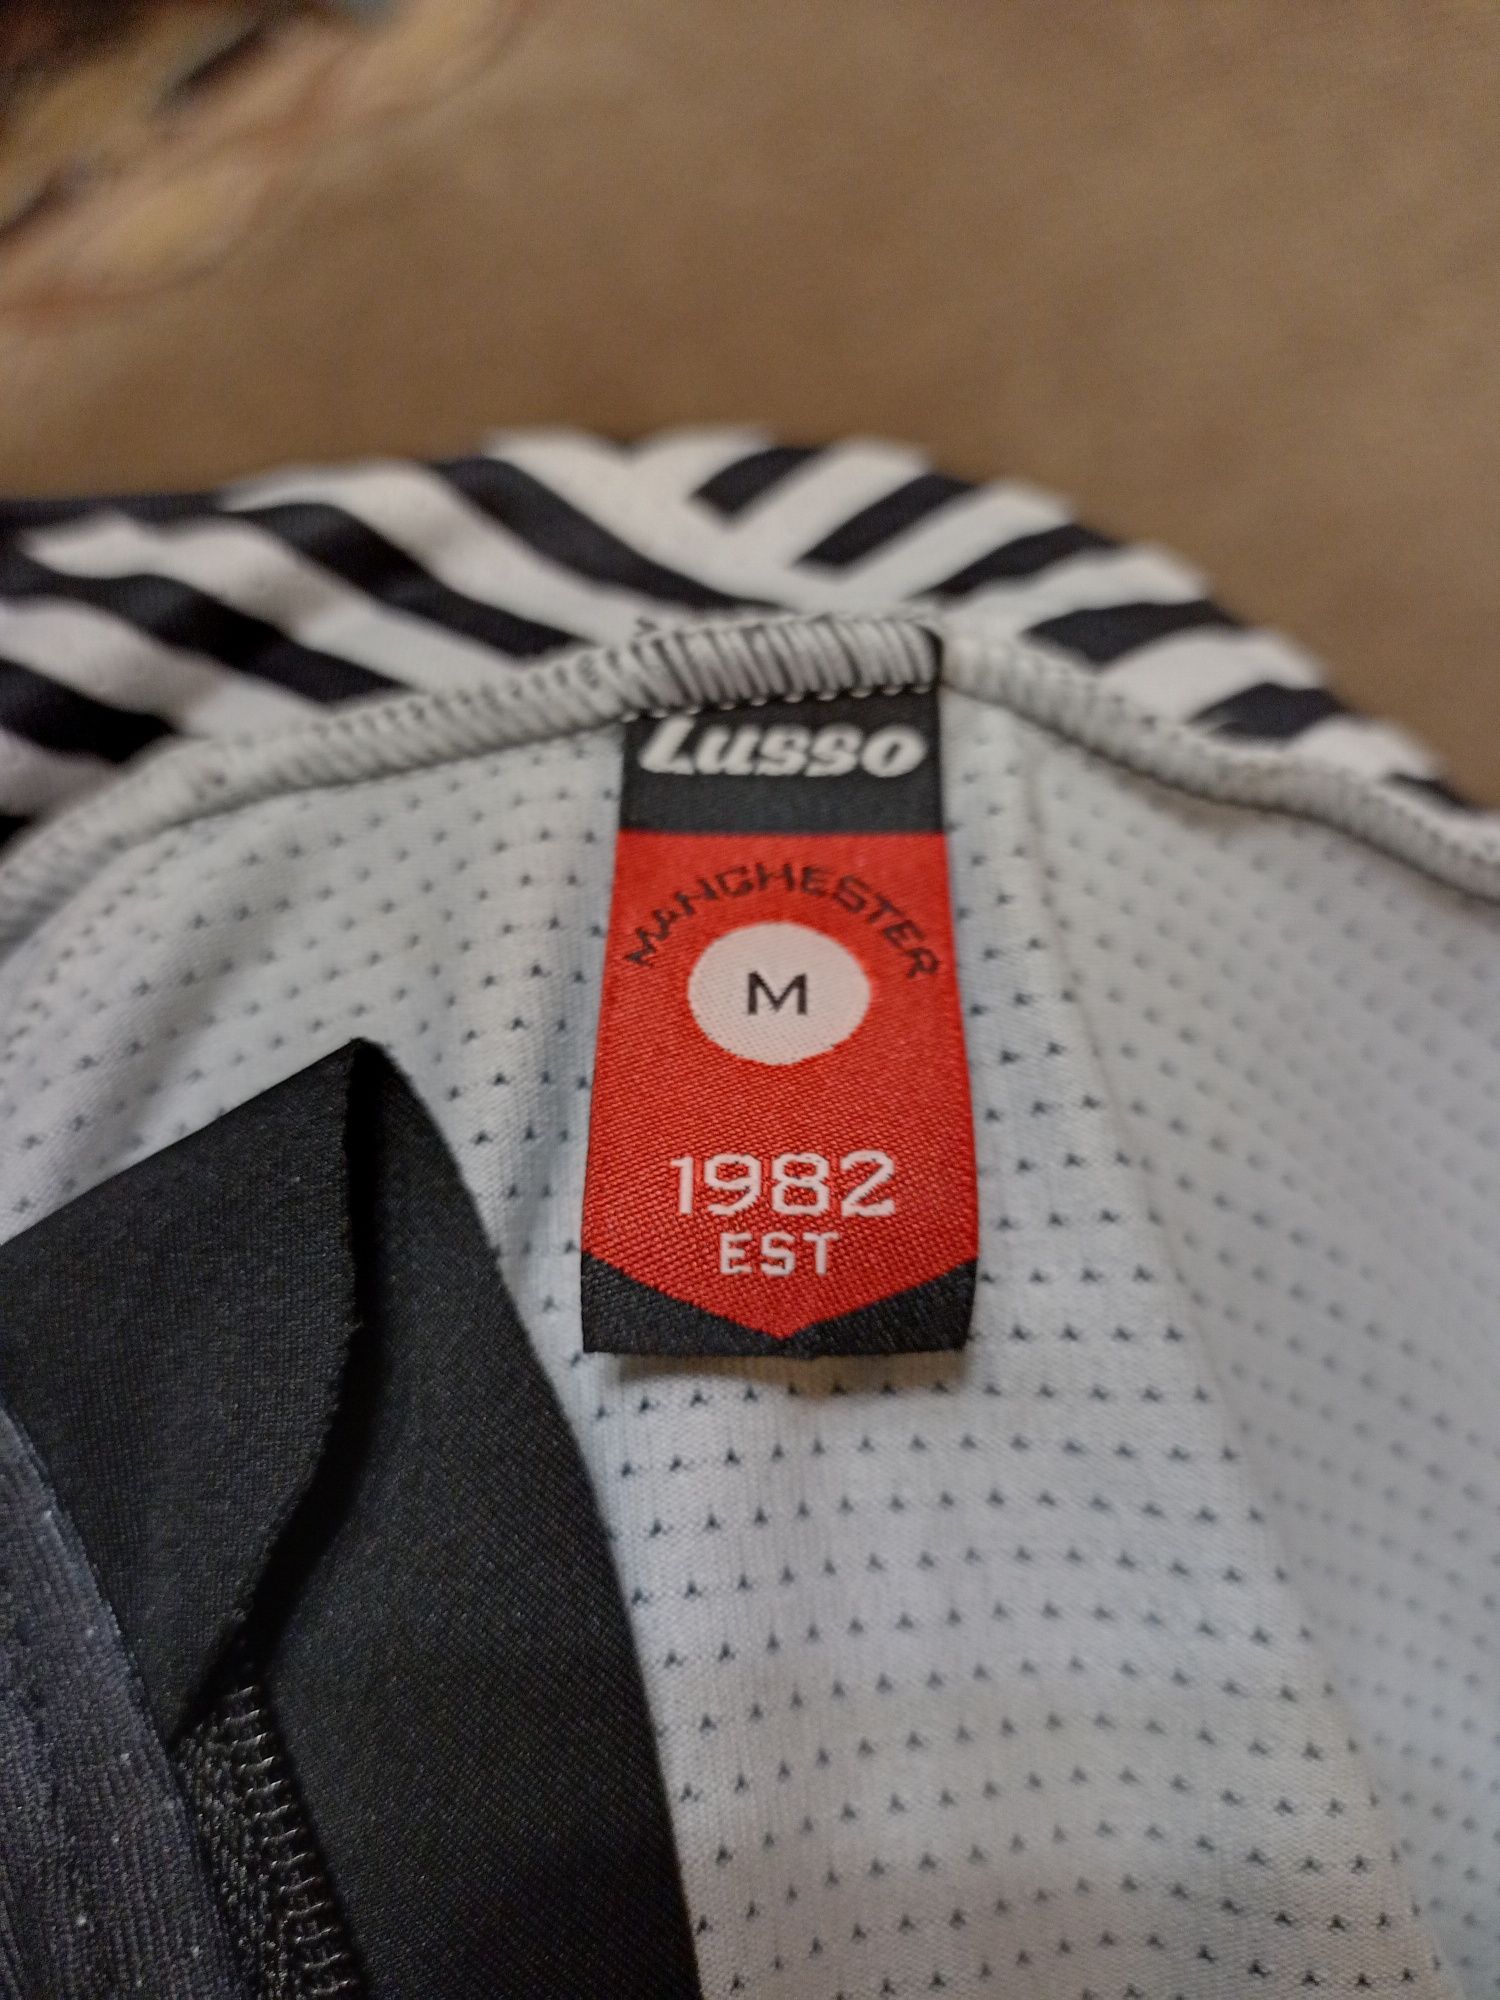 Lusso
MANCHESTER
M
1982
EST